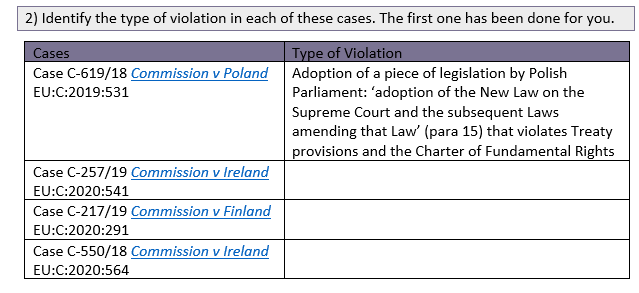 2) Identify the type of violation in each of these cases. The first one has been done for you.
Cases
Type of Violation
Case C-619/18 Commission v Poland
EU:C:2019:531
Adoption of a piece of legislation by Polish
Parliament: ‘adoption of the New Law on the
Supreme Court and the subsequent Laws
amending that Law’ (para 15) that violates Treaty
provisions and the Charter of Fundamental Rights
Case C-257/19 Commission v Ireland
EU:C:2020:541
Case C-217/19 Commission v Finland
EU:C:2020:291
Case C-550/18 Commission v Ireland
EU:C:2020:564